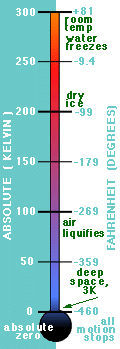 300 +81
room
temp
water
freezes
250 -9.4
dry
ice
200 -99
150 -179
100 -269
air
liquifies
50 -359
deep
space,
3K
0 -460
absolute
zero
all
motion
stops
ABSOLUTE ( KELVIN )
FAHRENHEIT (DEGREES)